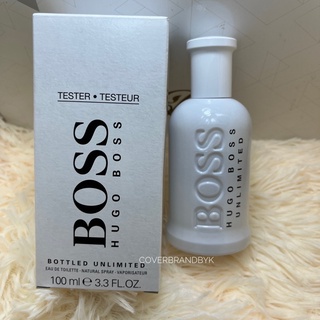 TESTER • TESTEUR
BOSS
HUGO BOSS
BOTTLED UNLIMITED
EAU DE TOILETTE - NATURAL SPRAY - VAPORISATEUR
100 ml ℮ 3.3 FL.OZ.
BOSS
HUGO BOSS
UNLIMITED
COVERBRANDBYK